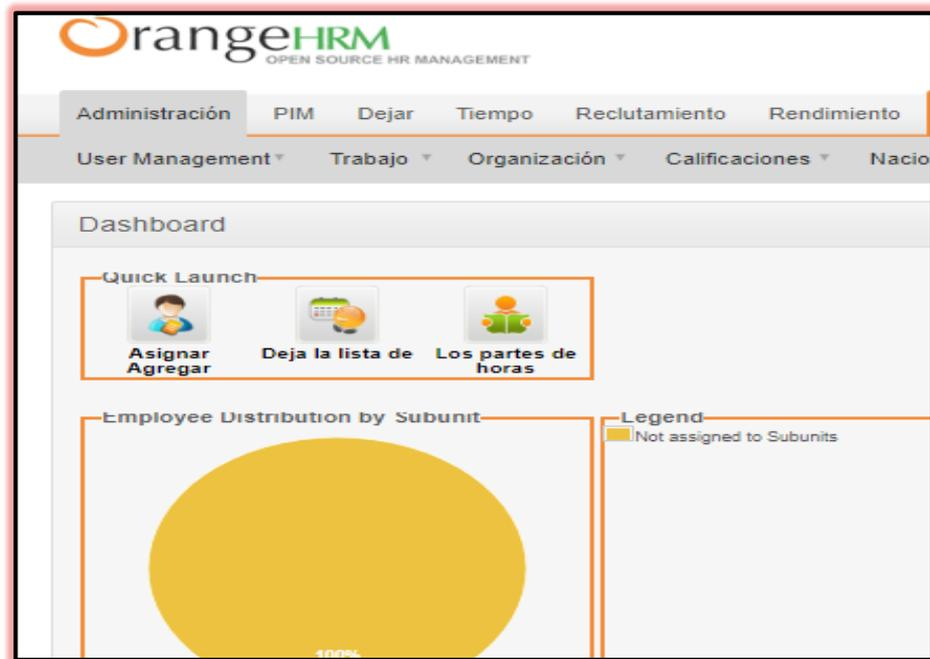 OrangeHRM
OPEN SOURCE HR MANAGEMENT
Administración PIM Dejar Tiempo Reclutamiento Rendimiento
User Management Trabajo Organización Calificaciones Nacio
Dashboard
Quick Launch
Asignar Agregar
Deja la lista de
Los partes de horas
Employee Distribution by Subunit
Legend
Not assigned to Subunits
100%